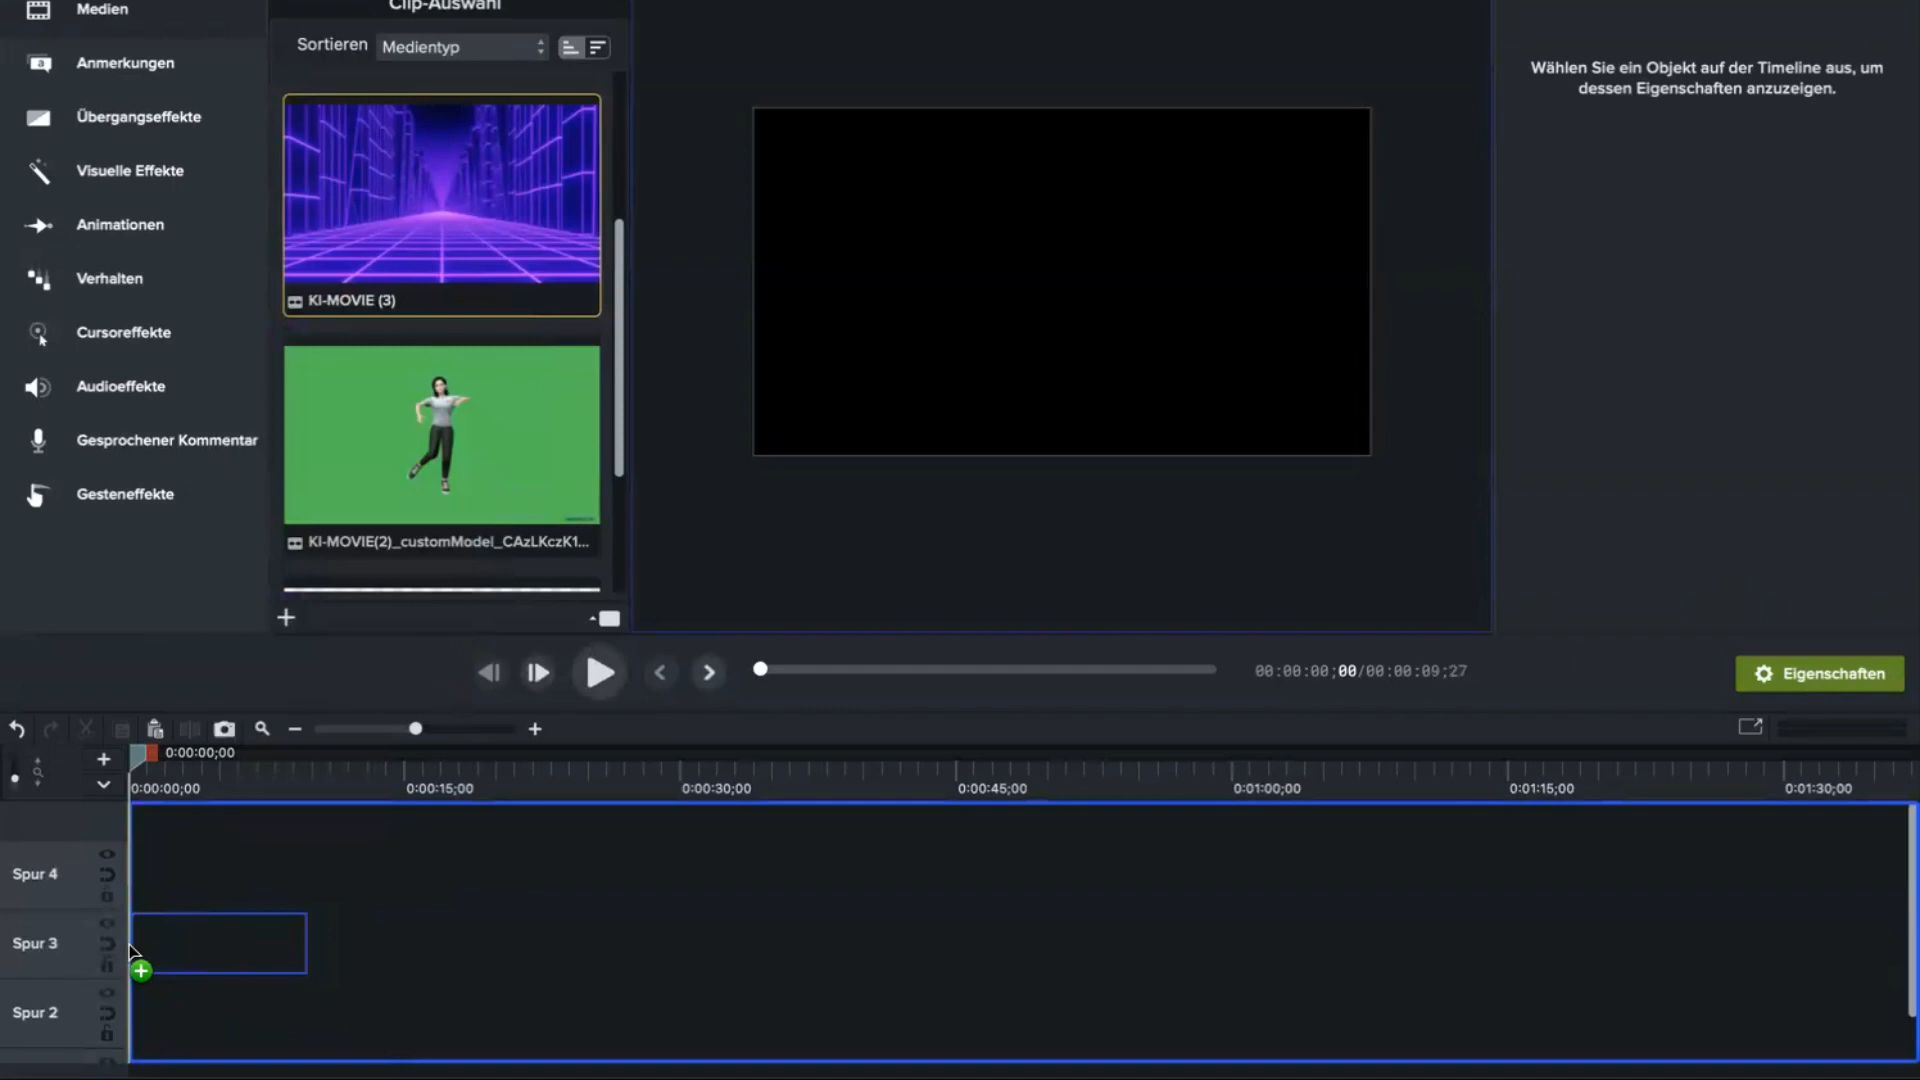 Medien
Anmerkungen
Übergangseffekte
Visuelle Effekte
Animationen
Verhalten
Cursoreffekte
Audioeffekte
Gesprochener Kommentar
Gesteneffekte
Clip-Auswahl
Sortieren Medientyp
KI-MOVIE (3)
KI-MOVIE(2)_customModel_CAzLKczK1...
Wählen Sie ein Objekt auf der Timeline aus, um
dessen Eigenschaften anzuzeigen.
00:00:00;00/00:00:09;27
Eigenschaften
0:00:00;00
0:00:00;00 0:00:15;00 0:00:30;00 0:00:45;00 0:01:00;00 0:01:15;00 0:01:30;00
Spur 4
Spur 3
Spur 2